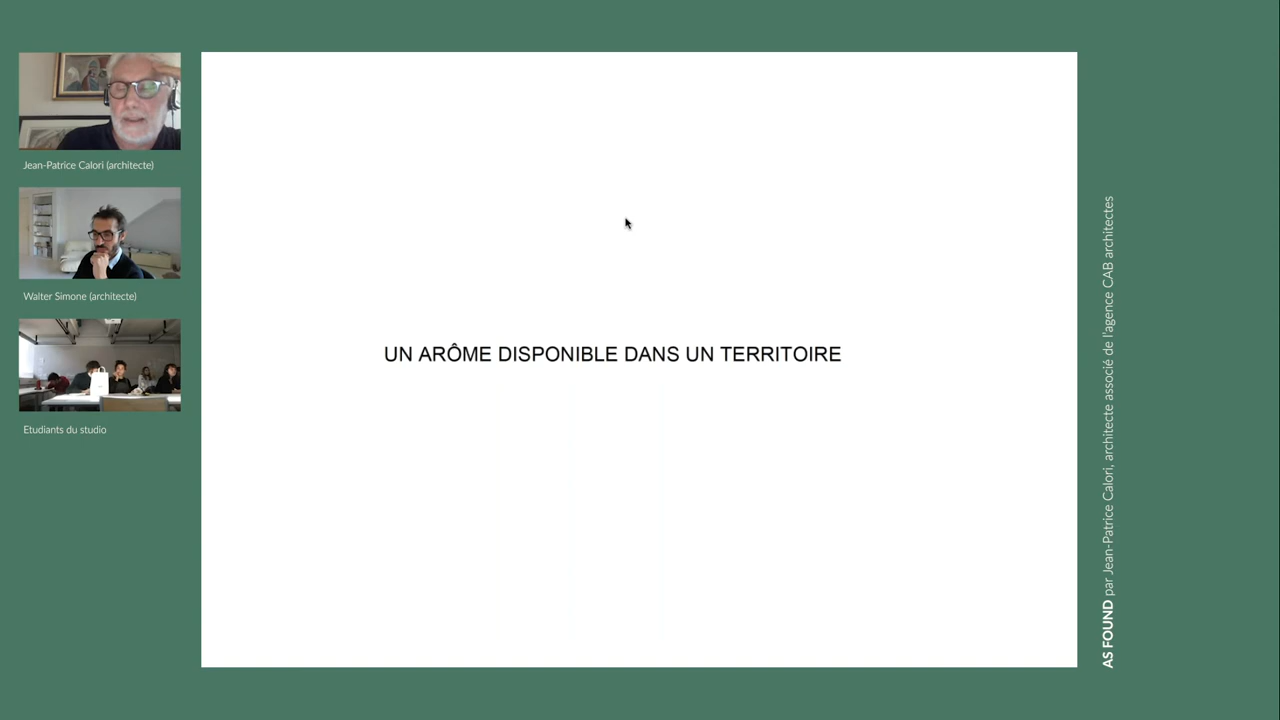 Jean-Patrice Calori (architecte)
Walter Simone (architecte)
Etudiants du studio
UN ARÔME DISPONIBLE DANS UN TERRITOIRE
AS FOUND par Jean-Patrice Calori, architecte associé de l'agence CAB architectes